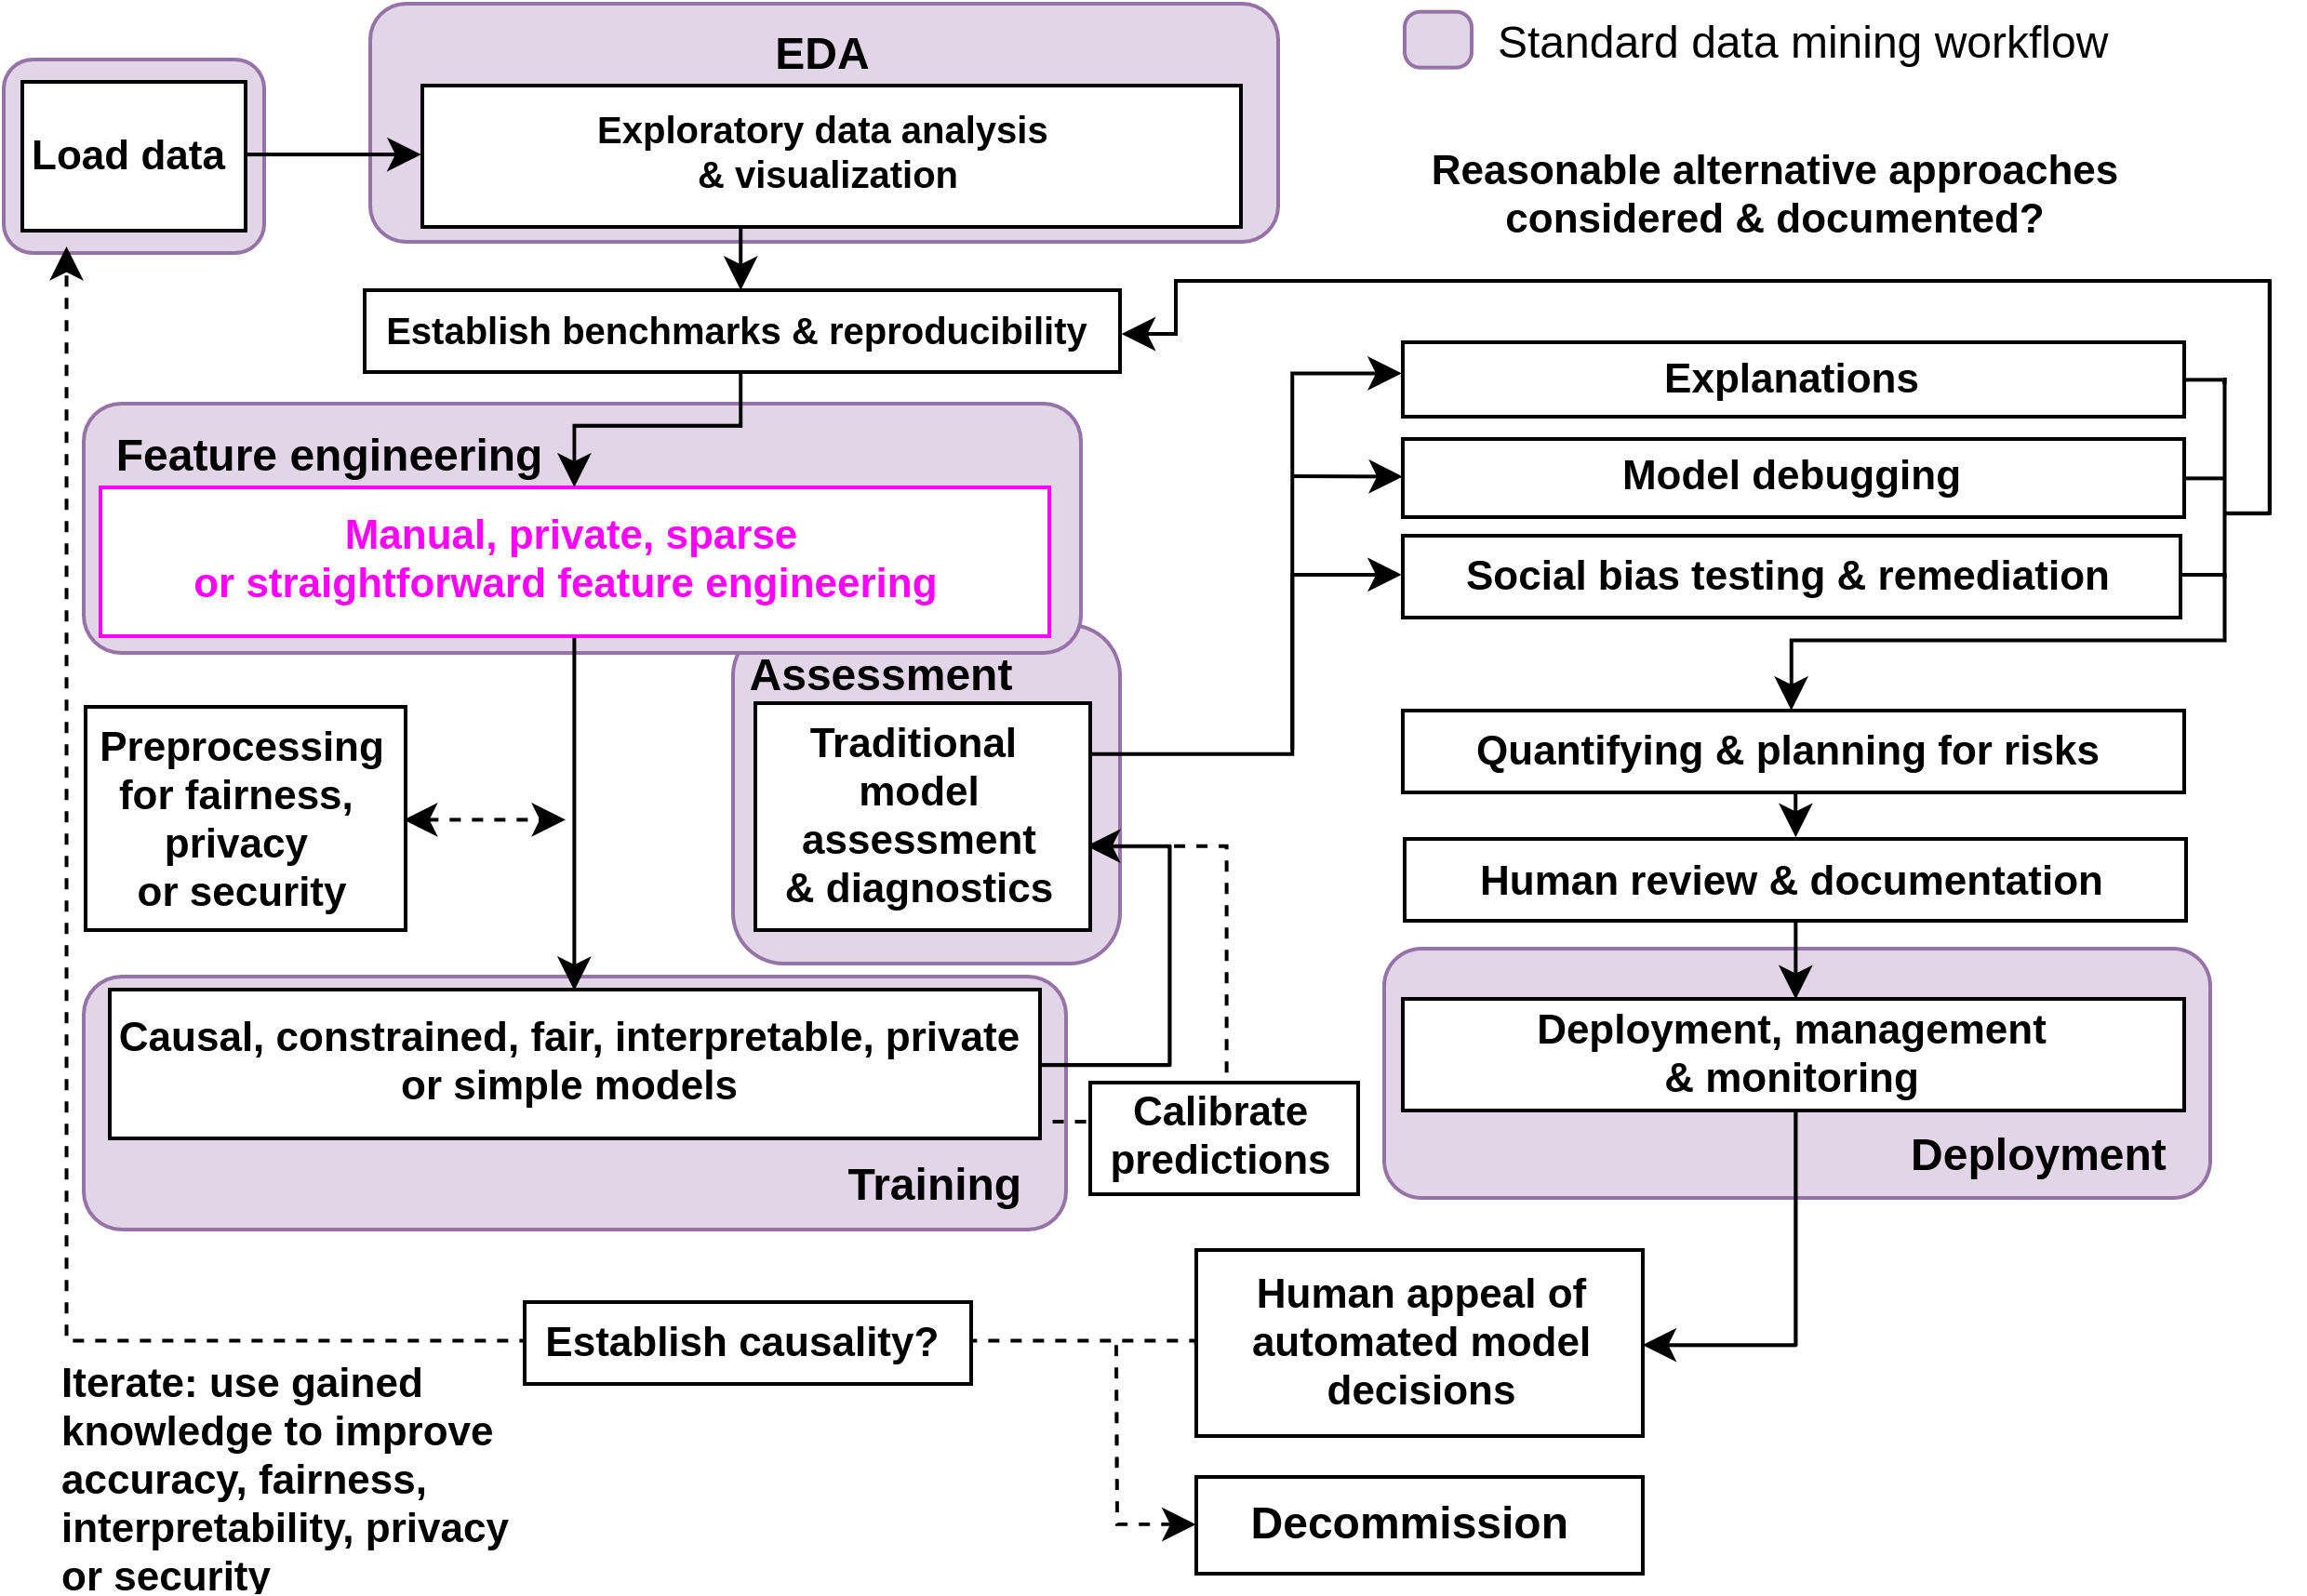 EDA
Standard data mining workflow
Load data
Exploratory data analysis
& visualization
Reasonable alternative approaches
considered & documented?
Establish benchmarks & reproducibility
Explanations
Feature engineering
Model debugging
Manual, private, sparse
or straightforward feature engineering
Social bias testing & remediation
Assessment
Preprocessing
for fairness,
privacy
or security
Traditional
model
assessment
& diagnostics
Quantifying & planning for risks
Human review & documentation
Causal, constrained, fair, interpretable, private
or simple models
Training
Calibrate
predictions
Deployment, management
& monitoring
Deployment
Human appeal of
automated model
decisions
Establish causality?
Iterate: use gained
knowledge to improve
accuracy, fairness,
interpretability, privacy
or security
Decommission